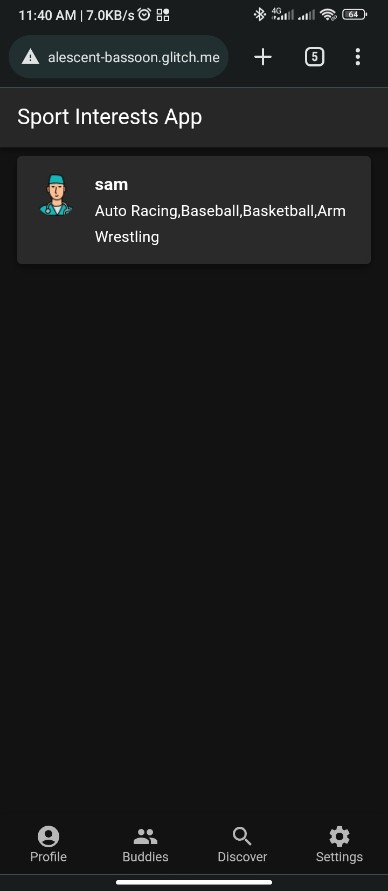 11:40 AM | 7.0KB/s
4G
64
alescent-bassoon.glitch.me
5
Sport Interests App
sam
Auto Racing,Baseball,Basketball,Arm
Wrestling
Profile
Buddies
Discover
Settings